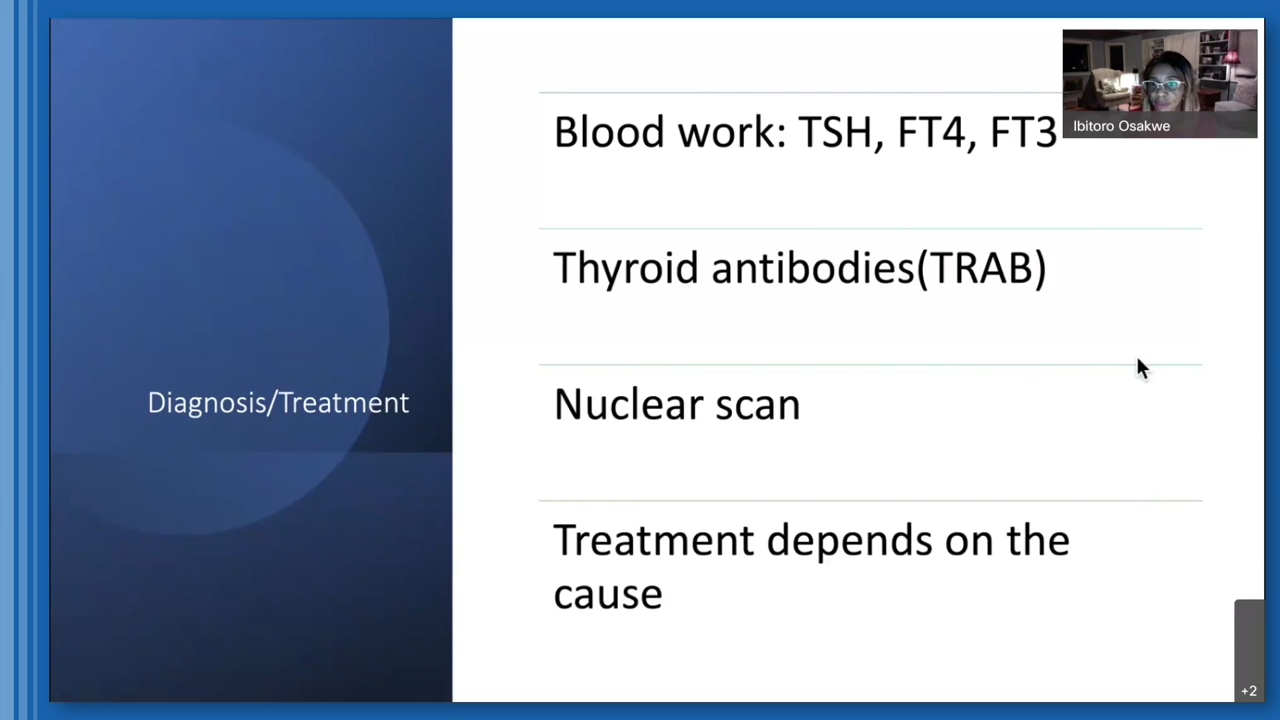 Diagnosis/Treatment
Blood work: TSH, FT4, FT3
Thyroid antibodies(TRAB)
Nuclear scan
Treatment depends on the
cause
Ibitoro Osakwe
+2